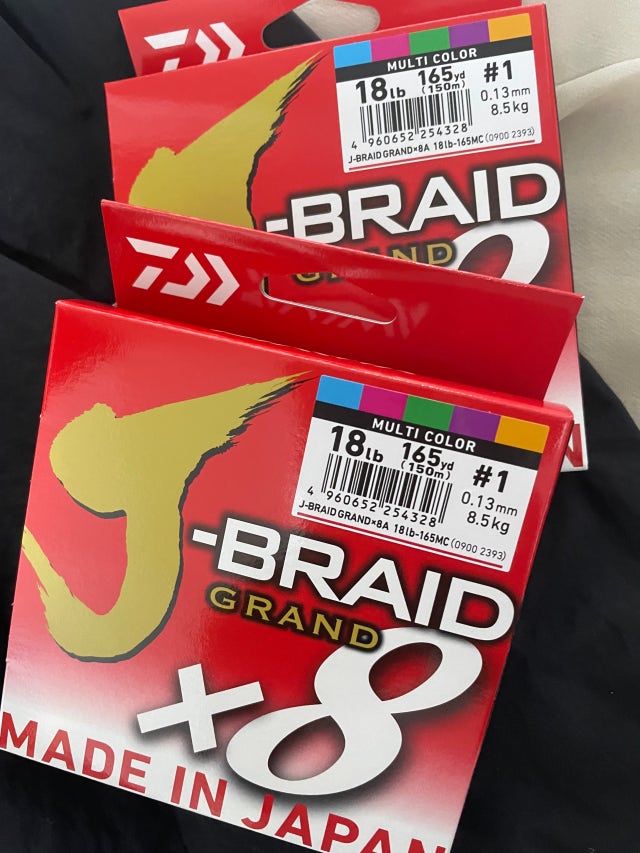 MULTI COLOR
18lb 165yd (150m) #1
0.13mm
8.5kg
4 960652 254328
J-BRAID GRAND×8A 18lb-165MC (0900 2393)
-BRAID
GRAND
8
N
MULTI COLOR
18lb 165yd (150m) #1
0.13mm
8.5kg
4 960652 254328
J-BRAID GRAND×8A 18lb-165MC (0900 2393)
J-BRAID
GRAND
×8
MADE IN JAPAN